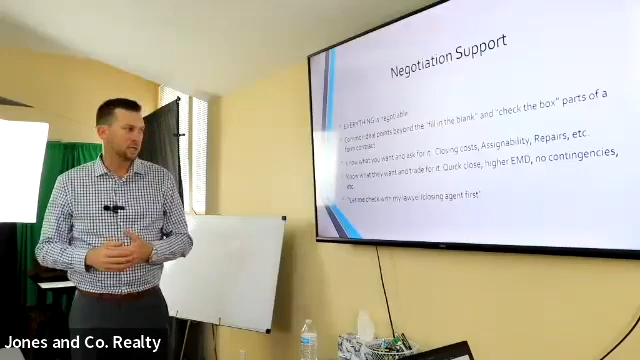 Negotiation Support
EVERYTHING is negotiable
Common deal points beyond the "fill in the blank" and "check the box" parts of a
form contract
Know what you want and ask for it. Closing costs, Assignability, Repairs, etc.
Know what they want and trade for it. Quick close, higher EMD, no contingencies,
etc.
"Let me check with my lawyer/closing agent first"
Jones and Co. Realty